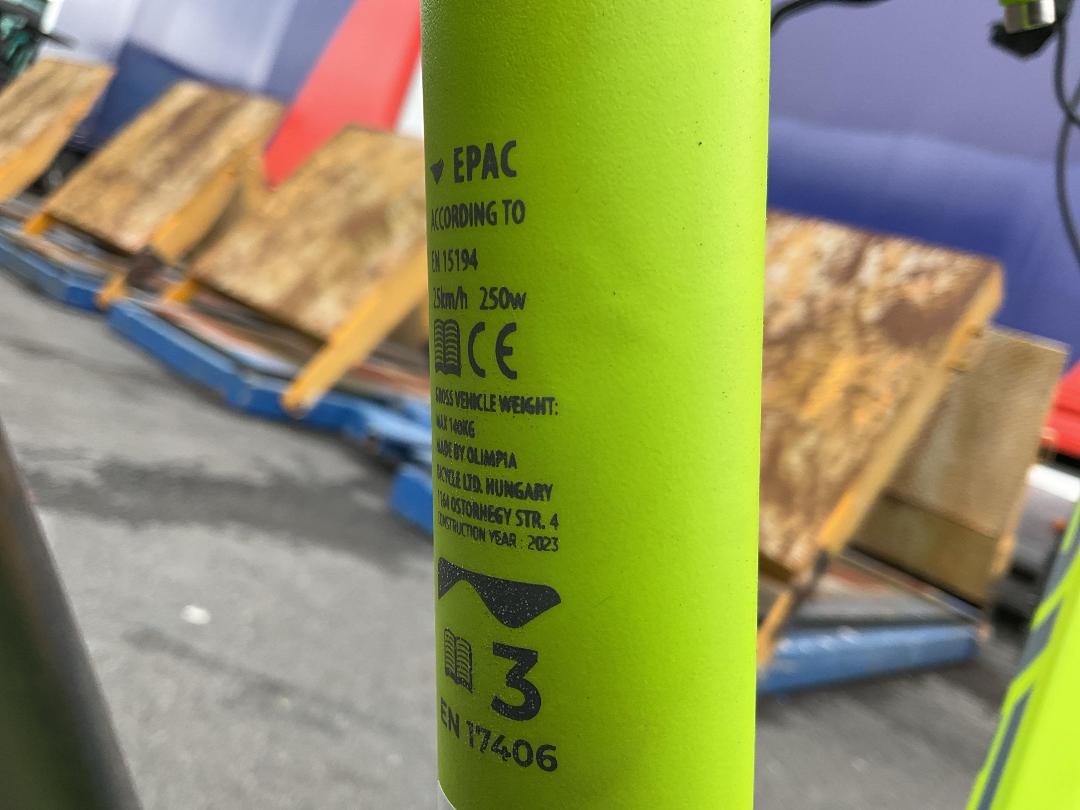 EPAC
ACCORDING TO
EN 15194
25km/h 250w
CE
GROSS VEHICLE WEIGHT:
MAX 140KG
MADE BY OLIMPIA
BICYCLE LTD. HUNGARY
1164 OSTORHEGY STR. 4
CONSTRUCTION YEAR : 2023
3
EN 17406